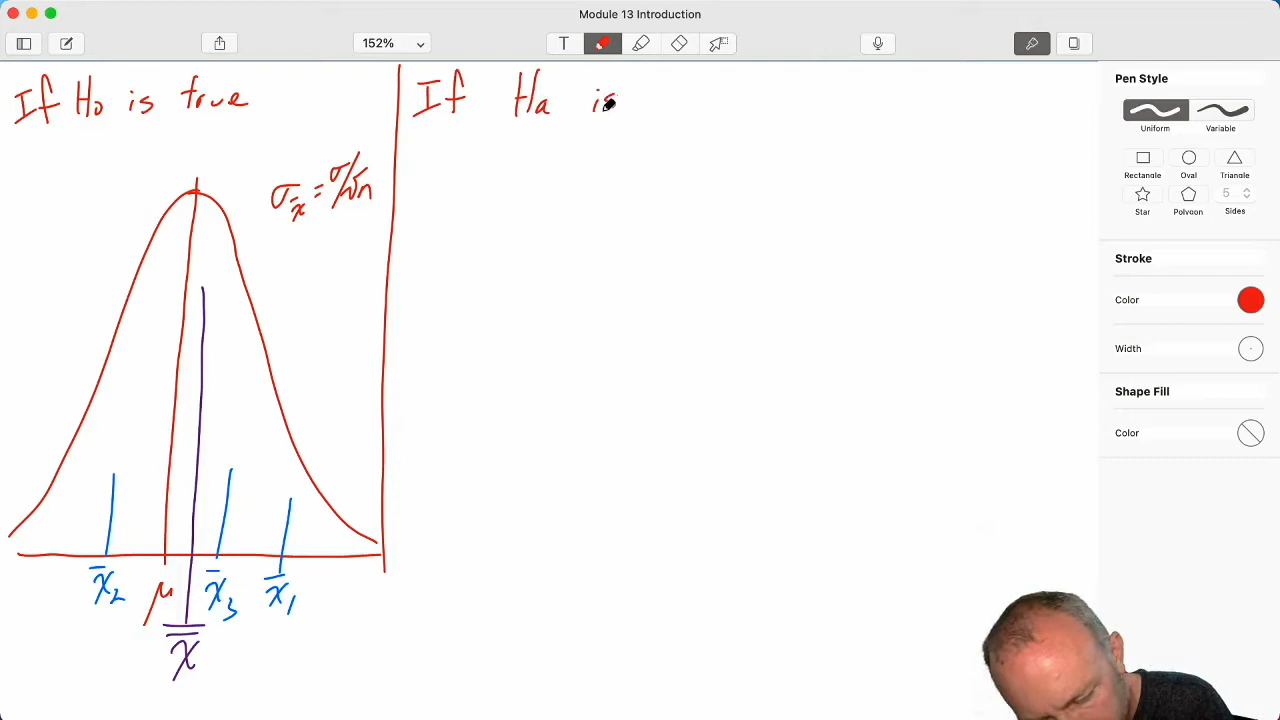 Module 13 Introduction
152%
T
Pen Style
Uniform
Variable
Rectangle
Oval
Triangle
Star
Polygon
5
Sides
Stroke
Color
Width
Shape Fill
Color
If Ho is true
If Ha is
σx̄ = σ/√n
x̄2
μ
x̄3
x̄1
x̿